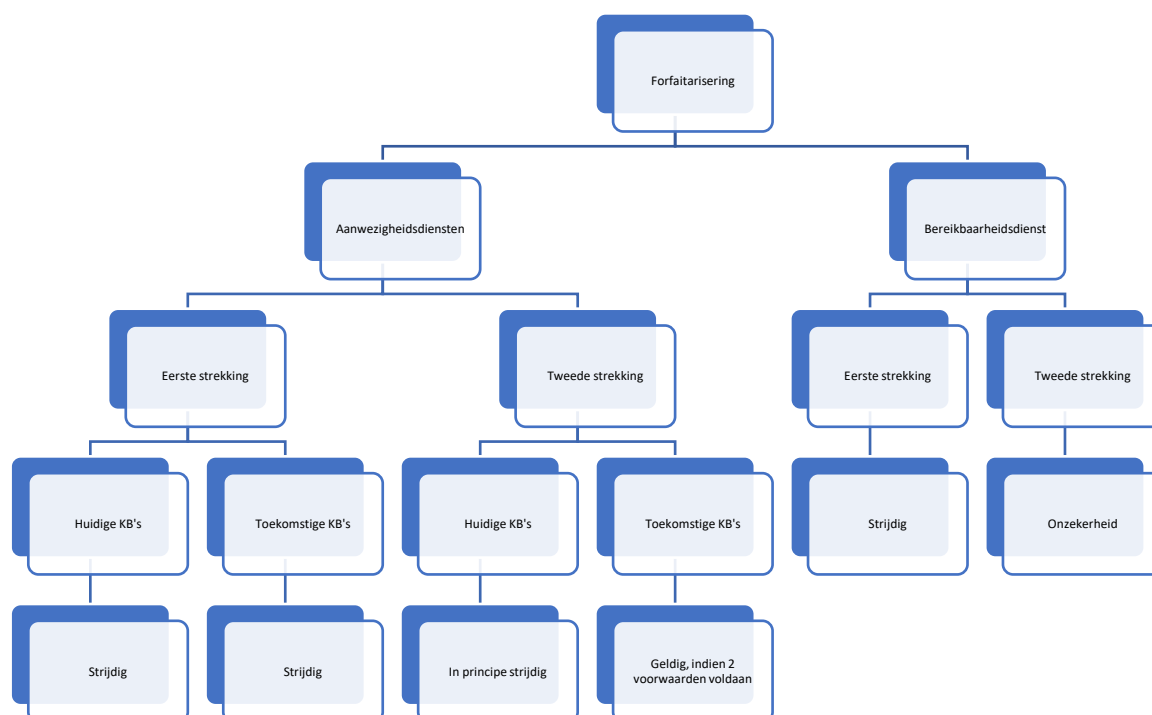 Forfaitarisering
Aanwezigheidsdiensten
Bereikbaarheidsdienst
Eerste strekking
Tweede strekking
Eerste strekking
Tweede strekking
Huidige KB's
Toekomstige KB's
Huidige KB's
Toekomstige KB's
Strijdig
Onzekerheid
Strijdig
Strijdig
In principe strijdig
Geldig, indien 2
voorwaarden voldaan